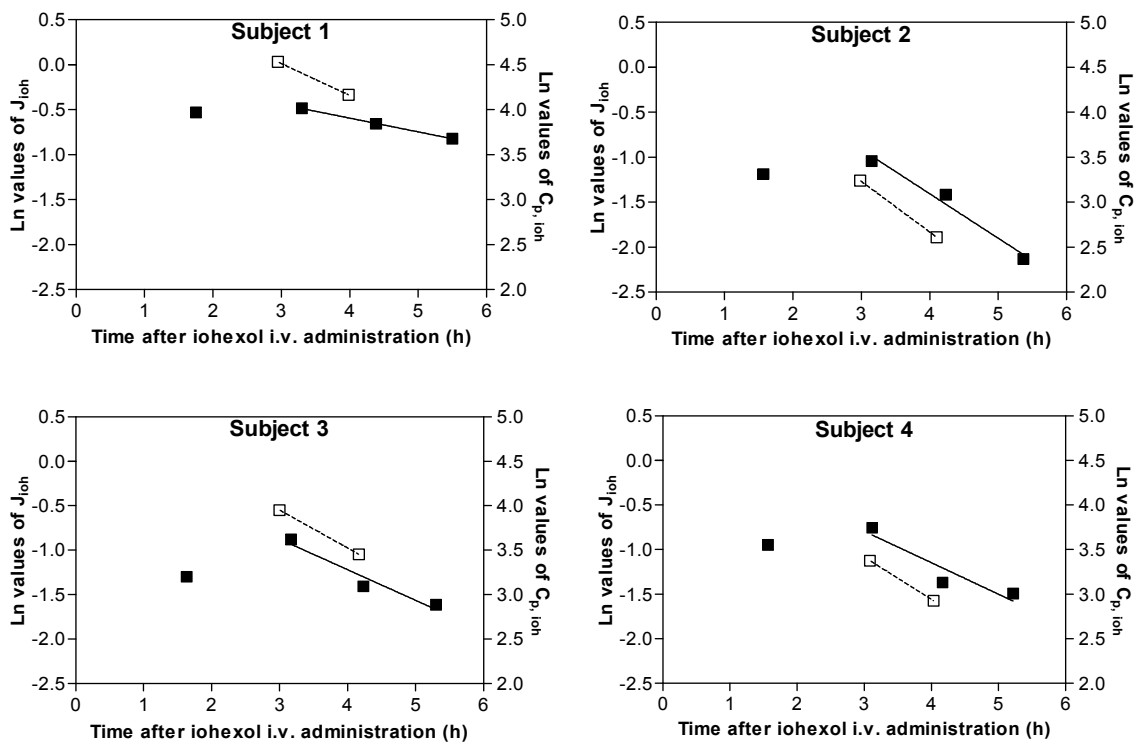 Subject 1
Ln values of J_ioh
0.5
0.0
-0.5
-1.0
-1.5
-2.0
-2.5
5.0
4.5
4.0
3.5
3.0
2.5
2.0
Ln values of C_p, ioh
0 1 2 3 4 5 6
Time after iohexol i.v. administration (h)
Subject 2
Ln values of J_ioh
0.5
0.0
-0.5
-1.0
-1.5
-2.0
-2.5
5.0
4.5
4.0
3.5
3.0
2.5
2.0
Ln values of C_p, ioh
0 1 2 3 4 5 6
Time after iohexol i.v. administration (h)
Subject 3
Ln values of J_ioh
0.5
0.0
-0.5
-1.0
-1.5
-2.0
-2.5
5.0
4.5
4.0
3.5
3.0
2.5
2.0
Ln values of C_p, ioh
0 1 2 3 4 5 6
Time after iohexol i.v. administration (h)
Subject 4
Ln values of J_ioh
0.5
0.0
-0.5
-1.0
-1.5
-2.0
-2.5
5.0
4.5
4.0
3.5
3.0
2.5
2.0
Ln values of C_p, ioh
0 1 2 3 4 5 6
Time after iohexol i.v. administration (h)